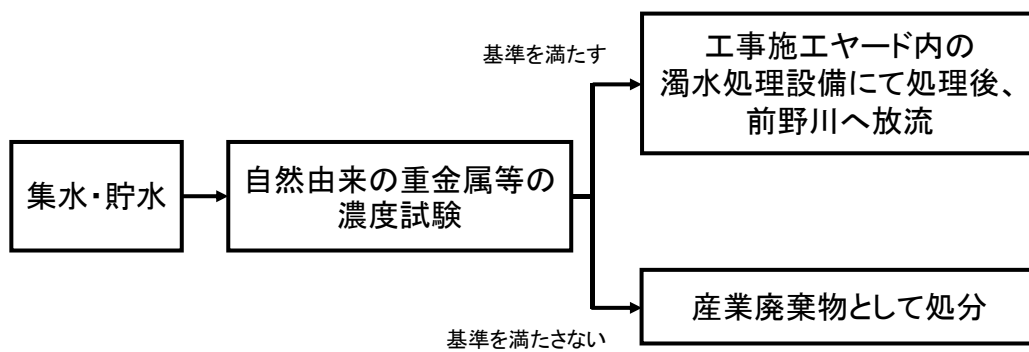 集水・貯水
自然由来の重金属等の
濃度試験
基準を満たす
工事施工ヤード内の
濁水処理設備にて処理後、
前野川へ放流
基準を満たさない
産業廃棄物として処分